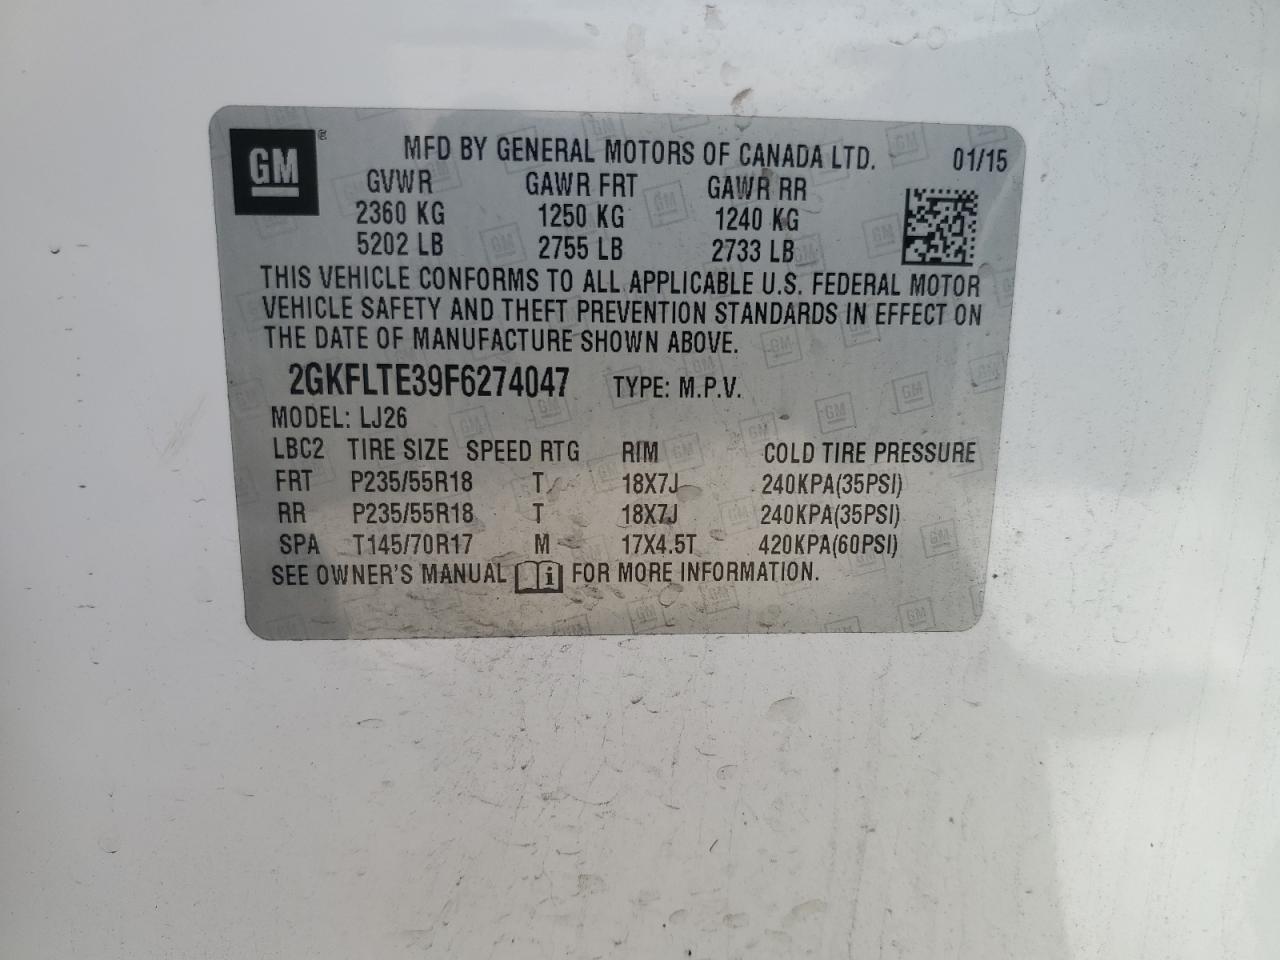 GM®
MFD BY GENERAL MOTORS OF CANADA LTD. 01/15
GVWR GAWR FRT GAWR RR
2360 KG 1250 KG 1240 KG
5202 LB 2755 LB 2733 LB
THIS VEHICLE CONFORMS TO ALL APPLICABLE U.S. FEDERAL MOTOR
VEHICLE SAFETY AND THEFT PREVENTION STANDARDS IN EFFECT ON
THE DATE OF MANUFACTURE SHOWN ABOVE.
2GKFLTE39F6274047 TYPE: M.P.V.
MODEL: LJ26
LBC2 TIRE SIZE SPEED RTG RIM COLD TIRE PRESSURE
FRT P235/55R18 T 18X7J 240KPA(35PSI)
RR P235/55R18 T 18X7J 240KPA(35PSI)
SPA T145/70R17 M 17X4.5T 420KPA(60PSI)
SEE OWNER'S MANUAL i FOR MORE INFORMATION.